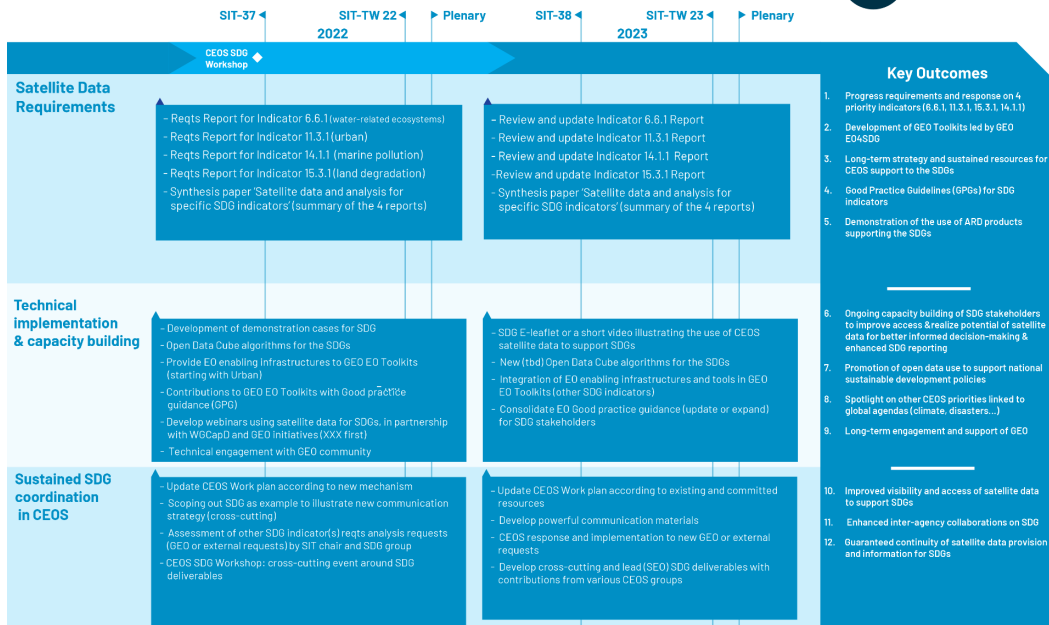 SIT-37
SIT-TW 22
Plenary
SIT-38
SIT-TW 23
Plenary
2022
2023
CEOS SDG
Workshop
Satellite Data
Requirements
- Reqts Report for Indicator 6.6.1 (water-related ecosystems)
- Reqts Report for Indicator 11.3.1 (urban)
- Reqts Report for Indicator 14.1.1 (marine pollution)
- Reqts Report for Indicator 15.3.1 (land degradation)
- Synthesis paper 'Satellite data and analysis for
specific SDG indicators' (summary of the 4 reports)
- Review and update Indicator 6.6.1 Report
- Review and update Indicator 11.3.1 Report
- Review and update Indicator 14.1.1 Report
-Review and update Indicator 15.3.1 Report
- Synthesis paper 'Satellite data and analysis for
specific SDG indicators' (summary of the 4 reports)
Technical
implementation
& capacity building
- Development of demonstration cases for SDG
- Open Data Cube algorithms for the SDGs
- Provide EO enabling infrastructures to GEO EO Toolkits
(starting with Urban)
- Contributions to GEO EO Toolkits with Good practice
guidance (GPG)
- Develop webinars using satellite data for SDGs, in partnership
with WGCapD and GEO initiatives (XXX first)
- Technical engagement with GEO community
- SDG E-leaflet or a short video illustrating the use of CEOS
satellite data to support SDGs
- New (tbd) Open Data Cube algorithms for the SDGs
- Integration of EO enabling infrastructures and tools in GEO
EO Toolkits (other SDG indicators)
- Consolidate EO Good practice guidance (update or expand)
for SDG stakeholders
Sustained SDG
coordination
in CEOS
- Update CEOS Work plan according to new mechanism
- Scoping out SDG as example to illustrate new communication
strategy (cross-cutting)
- Assessment of other SDG indicator(s) reqts analysis requests
(GEO or external requests) by SIT chair and SDG group
- CEOS SDG Workshop: cross-cutting event around SDG
deliverables
- Update CEOS Work plan according to existing and committed
resources
- Develop powerful communication materials
- CEOS response and implementation to new GEO or external
requests
- Develop cross-cutting and lead (SEO) SDG deliverables with
contributions from various CEOS groups
Key Outcomes
1. Progress requirements and response on 4
priority indicators (6.6.1, 11.3.1, 15.3.1, 14.1.1)
2. Development of GEO Toolkits led by GEO
EO4SDG
3. Long-term strategy and sustained resources for
CEOS support to the SDGs
4. Good Practice Guidelines (GPGs) for SDG
indicators
5. Demonstration of the use of ARD products
supporting the SDGs
6. Ongoing capacity building of SDG stakeholders
to improve access &realize potential of satellite
data for better informed decision-making &
enhanced SDG reporting
7. Promotion of open data use to support national
sustainable development policies
8. Spotlight on other CEOS priorities linked to
global agendas (climate, disasters...)
9. Long-term engagement and support of GEO
10. Improved visibility and access of satellite data
to support SDGs
11. Enhanced inter-agency collaborations on SDG
12. Guaranteed continuity of satellite data provision
and information for SDGs